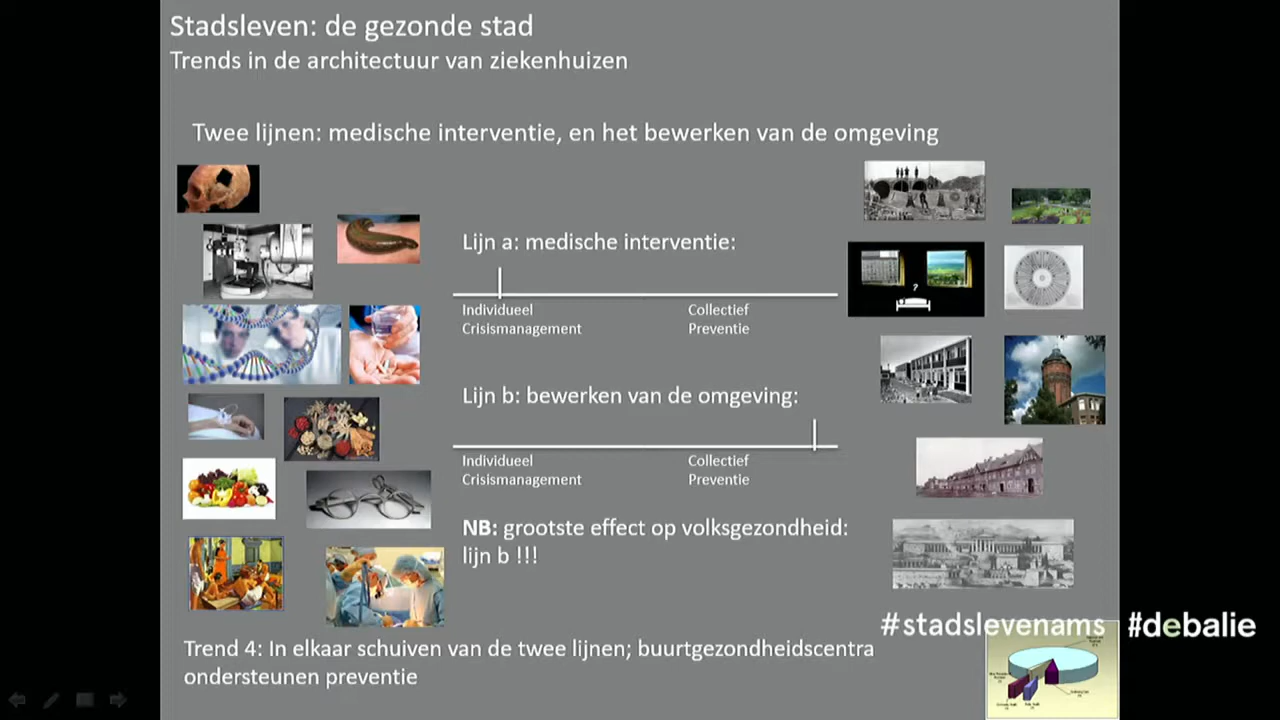 Stadsleven: de gezonde stad
Trends in de architectuur van ziekenhuizen
Twee lijnen: medische interventie, en het bewerken van de omgeving
Lijn a: medische interventie:
Individueel Collectief
Crisismanagement Preventie
?
Lijn b: bewerken van de omgeving:
Individueel Collectief
Crisismanagement Preventie
NB: grootste effect op volksgezondheid:
lijn b !!!
#stadslevenams #debalie
Trend 4: In elkaar schuiven van de twee lijnen; buurtgezondheidscentra
ondersteunen preventie